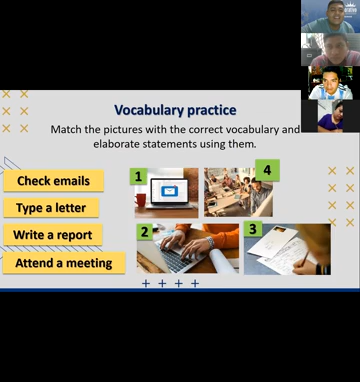 Vocabulary practice
Match the pictures with the correct vocabulary and
elaborate statements using them.
Check emails
Type a letter
Write a report
Attend a meeting
1
4
2
3